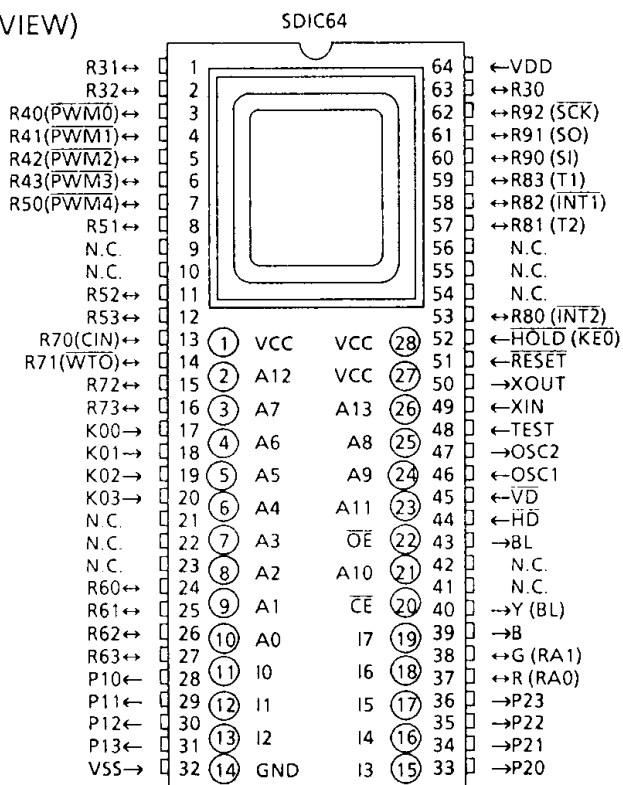 VIEW) SDIC64
R31↔ 1 64 ←VDD
R32↔ 2 63 ↔R30
R40(PWM0)↔ 3 62 ↔R92 (SCK)
R41(PWM1)↔ 4 61 ↔R91 (SO)
R42(PWM2)↔ 5 60 ↔R90 (SI)
R43(PWM3)↔ 6 59 ↔R83 (T1)
R50(PWM4)↔ 7 58 ↔R82 (INT1)
R51↔ 8 57 ↔R81 (T2)
N.C. 9 56 N.C.
N.C. 10 55 N.C.
R52↔ 11 54 N.C.
R53↔ 12 53 ↔R80 (INT2)
R70(CIN)↔ 13 ① VCC VCC ㉘ 52 ←HOLD (KE0)
R71(WTO)↔ 14 51 ←RESET
R72↔ 15 ② A12 VCC ㉗ 50 →XOUT
R73↔ 16 ③ A7 A13 ㉖ 49 ←XIN
K00→ 17 48 ←TEST
K01→ 18 ④ A6 A8 ㉕ 47 →OSC2
K02→ 19 ⑤ A5 A9 ㉔ 46 ←OSC1
K03→ 20 45 ←VD
N.C. 21 ⑥ A4 A11 ㉓ 44 ←HD
N.C. 22 ⑦ A3 OE ㉒ 43 →BL
N.C. 23 ⑧ A2 A10 ㉑ 42 N.C.
R60↔ 24 41 N.C.
R61↔ 25 ⑨ A1 CE ⑳ 40 →Y (BL)
R62↔ 26 ⑩ A0 I7 ⑲ 39 →B
R63↔ 27 38 ↔G (RA1)
P10← 28 ⑪ I0 I6 ⑱ 37 ↔R (RA0)
P11← 29 ⑫ I1 I5 ⑰ 36 →P23
P12← 30 35 →P22
P13← 31 ⑬ I2 I4 ⑯ 34 →P21
VSS→ 32 ⑭ GND I3 ⑮ 33 →P20